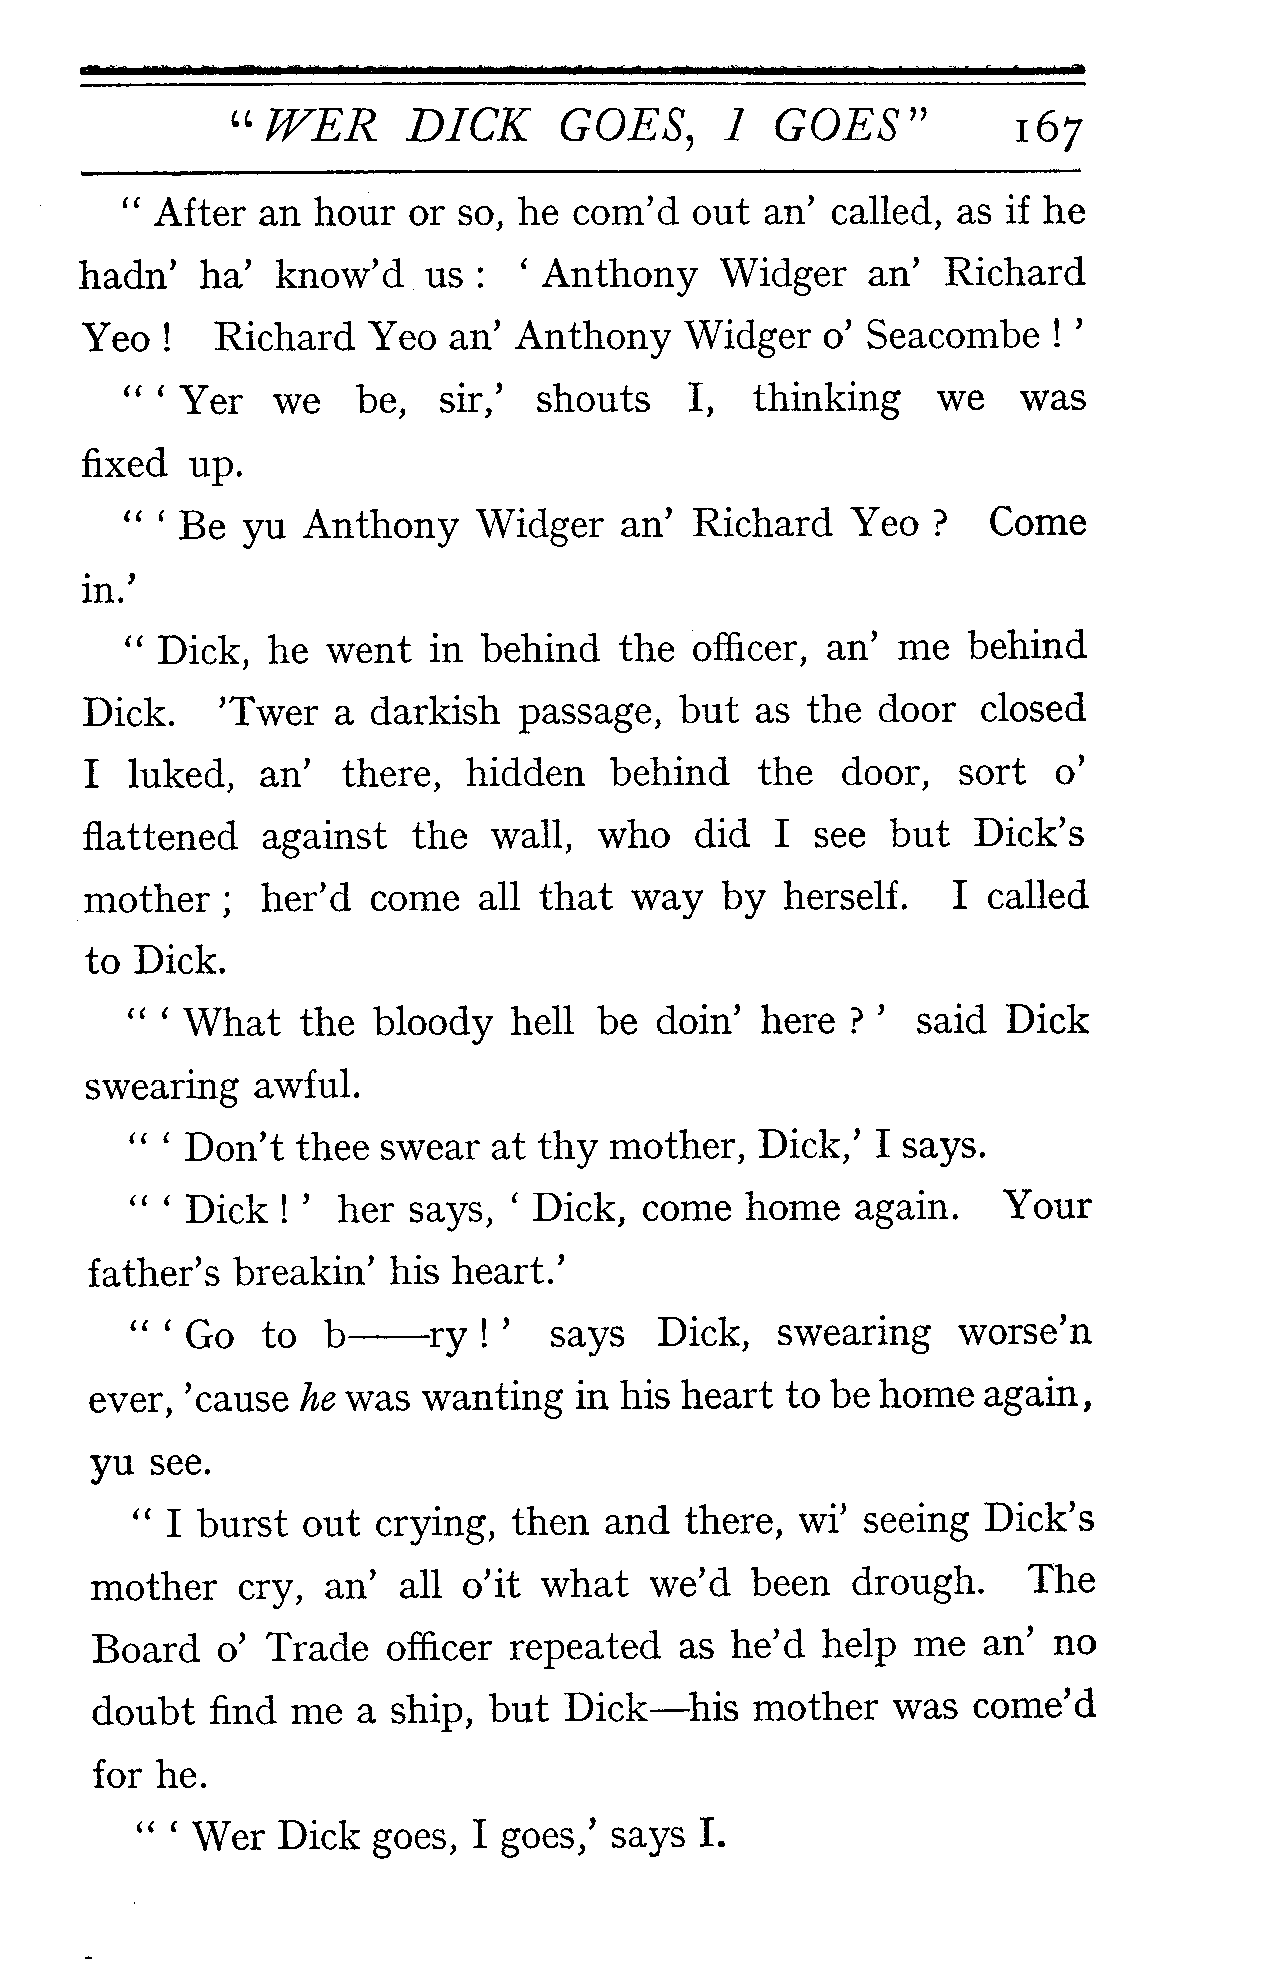 "WER DICK GOES, I GOES" 167
" After an hour or so, he com'd out an' called, as if he
hadn' ha' know'd us : ' Anthony Widger an' Richard
Yeo ! Richard Yeo an' Anthony Widger o' Seacombe ! '
" ' Yer we be, sir,' shouts I, thinking we was
fixed up.
" ' Be yu Anthony Widger an' Richard Yeo ? Come
in.'
" Dick, he went in behind the officer, an' me behind
Dick. 'Twer a darkish passage, but as the door closed
I luked, an' there, hidden behind the door, sort o'
flattened against the wall, who did I see but Dick's
mother ; her'd come all that way by herself. I called
to Dick.
" ' What the bloody hell be doin' here ? ' said Dick
swearing awful.
" ' Don't thee swear at thy mother, Dick,' I says.
" ' Dick ! ' her says, ' Dick, come home again. Your
father's breakin' his heart.'
" ' Go to b——ry ! ' says Dick, swearing worse'n
ever, 'cause he was wanting in his heart to be home again,
yu see.
" I burst out crying, then and there, wi' seeing Dick's
mother cry, an' all o'it what we'd been drough. The
Board o' Trade officer repeated as he'd help me an' no
doubt find me a ship, but Dick—his mother was come'd
for he.
" ' Wer Dick goes, I goes,' says I.